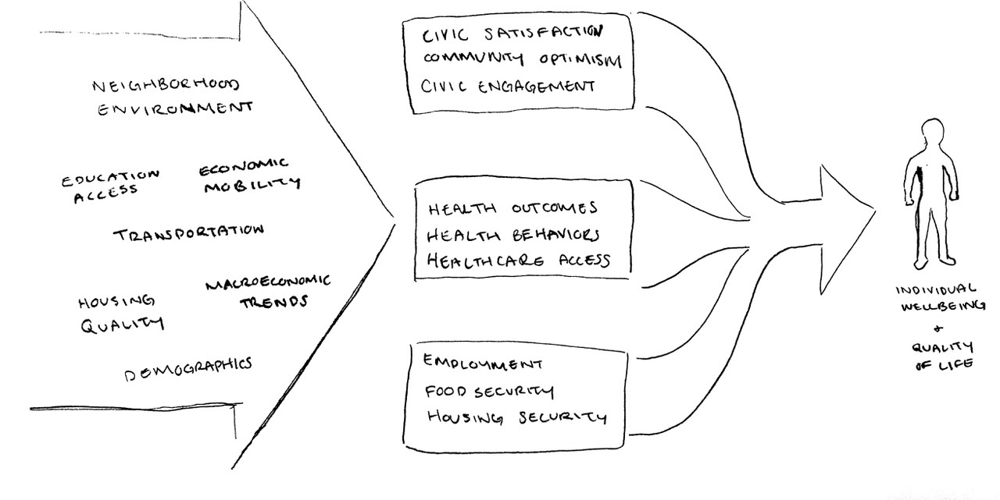 NEIGHBORHOOD
ENVIRONMENT
EDUCATION
ACCESS
ECONOMIC
MOBILITY
TRANSPORTATION
MACROECONOMIC
TRENDS
HOUSING
QUALITY
DEMOGRAPHICS
CIVIC SATISFACTION
COMMUNITY OPTIMISM
CIVIC ENGAGEMENT
HEALTH OUTCOMES
HEALTH BEHAVIORS
HEALTHCARE ACCESS
EMPLOYMENT
FOOD SECURITY
HOUSING SECURITY
INDIVIDUAL
WELLBEING
+
QUALITY
OF LIFE